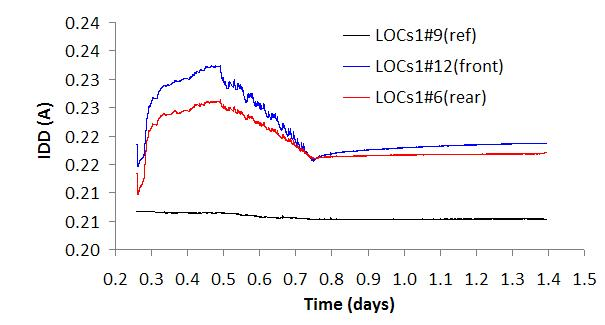 0.24
LOCs1#9(ref)
0.24
LOCs1#12(front)
0.23
LOCs1#6(rear)
0.23
IDD (A)
0.22
0.22
0.21
0.21
0.20
0.2 0.3 0.4 0.5 0.6 0.7 0.8 0.9 1.0 1.1 1.2 1.3 1.4 1.5
Time (days)